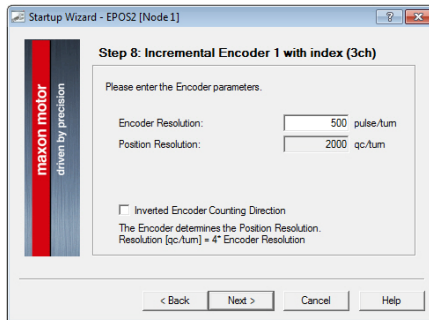 Startup Wizard - EPOS2 [Node 1]
Step 8: Incremental Encoder 1 with index (3ch)
maxon motor
driven by precision
Please enter the Encoder parameters.
Encoder Resolution: 500 pulse/turn
Position Resolution: 2000 qc/turn
Inverted Encoder Counting Direction
The Encoder determines the Position Resolution.
Resolution [qc/turn] = 4* Encoder Resolution
< Back Next > Cancel Help